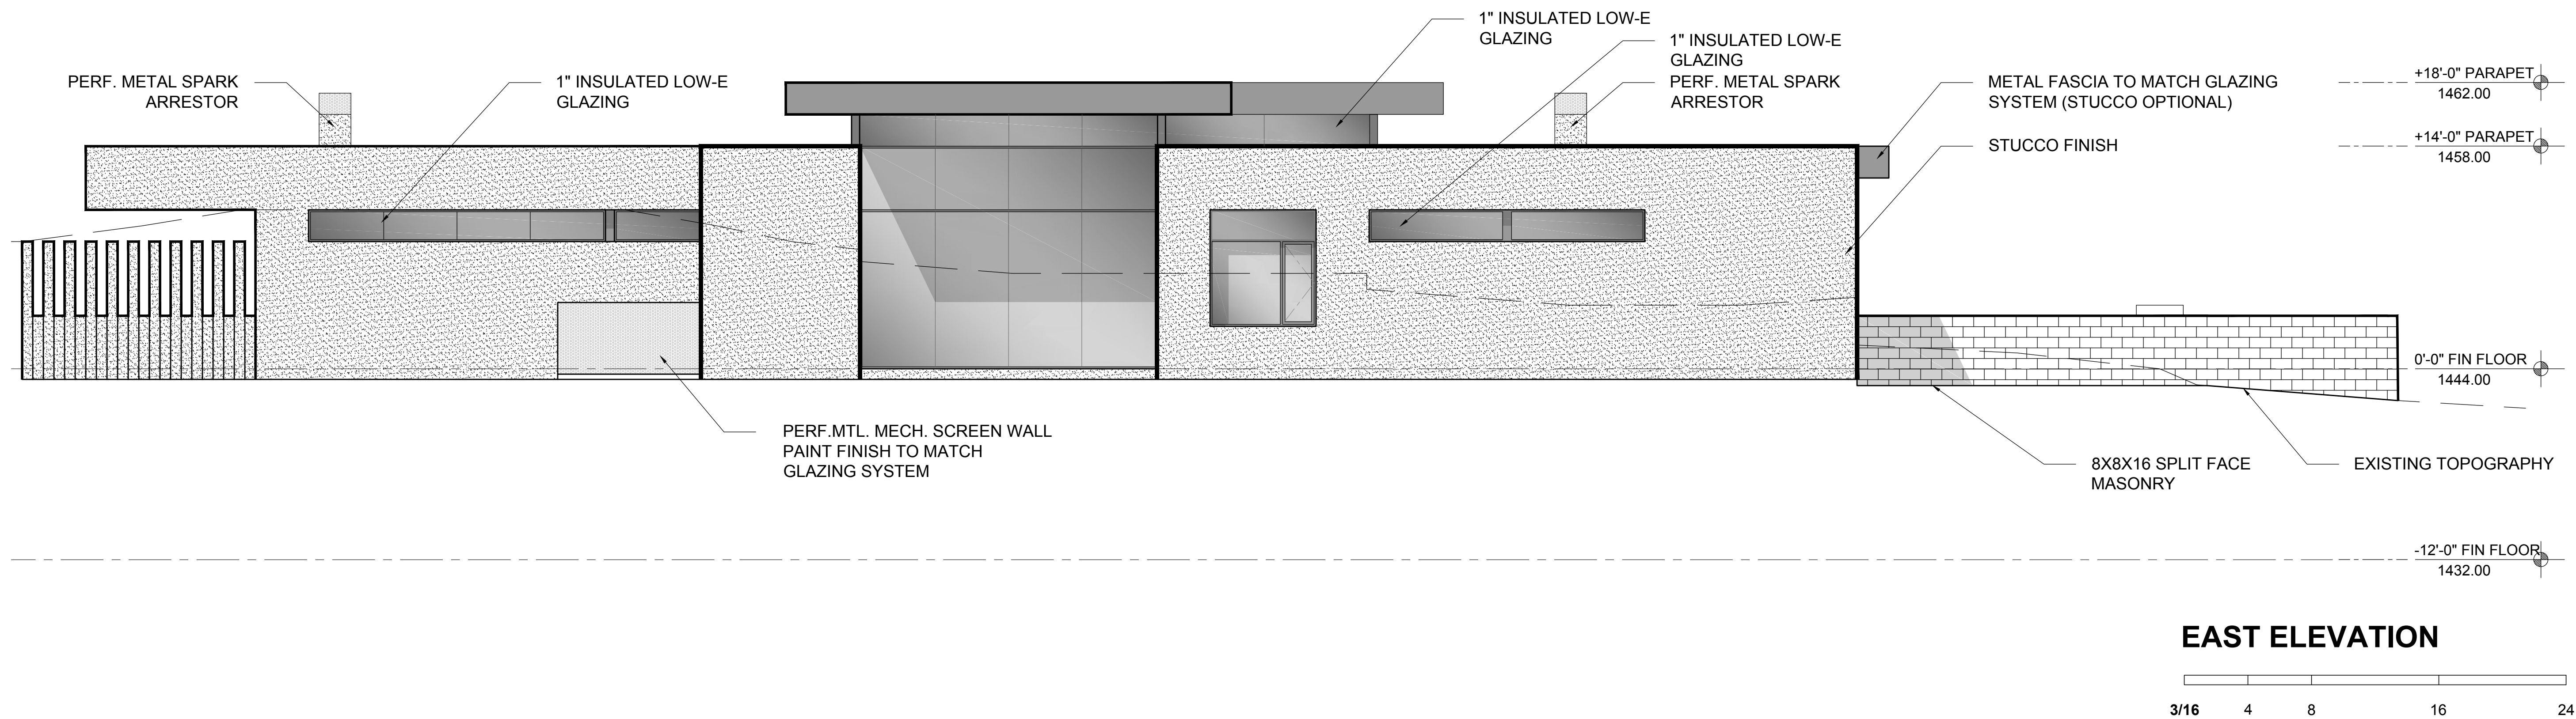 1" INSULATED LOW-E
GLAZING
1" INSULATED LOW-E
GLAZING
PERF. METAL SPARK
ARRESTOR
1" INSULATED LOW-E
GLAZING
PERF. METAL SPARK
ARRESTOR
METAL FASCIA TO MATCH GLAZING
SYSTEM (STUCCO OPTIONAL)
+18'-0" PARAPET
1462.00
STUCCO FINISH
+14'-0" PARAPET
1458.00
0'-0" FIN FLOOR
1444.00
PERF.MTL. MECH. SCREEN WALL
PAINT FINISH TO MATCH
GLAZING SYSTEM
8X8X16 SPLIT FACE
MASONRY
EXISTING TOPOGRAPHY
-12'-0" FIN FLOOR
1432.00
EAST ELEVATION
3/16 4 8 16 24